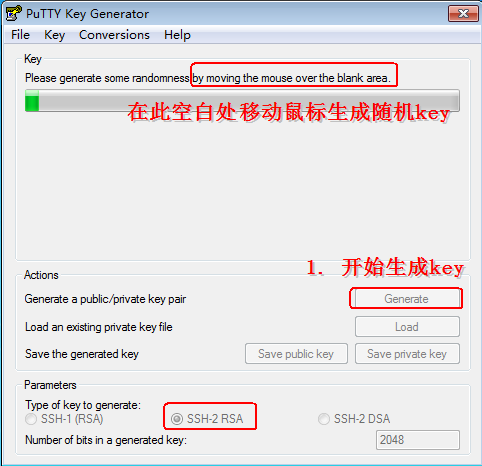 PuTTY Key Generator
File Key Conversions Help
Key
Please generate some randomness by moving the mouse over the blank area.
在此空白处移动鼠标生成随机key
1. 开始生成key
Actions
Generate a public/private key pair
Generate
Load an existing private key file
Load
Save the generated key
Save public key
Save private key
Parameters
Type of key to generate:
SSH-1 (RSA)
SSH-2 RSA
SSH-2 DSA
Number of bits in a generated key:
2048